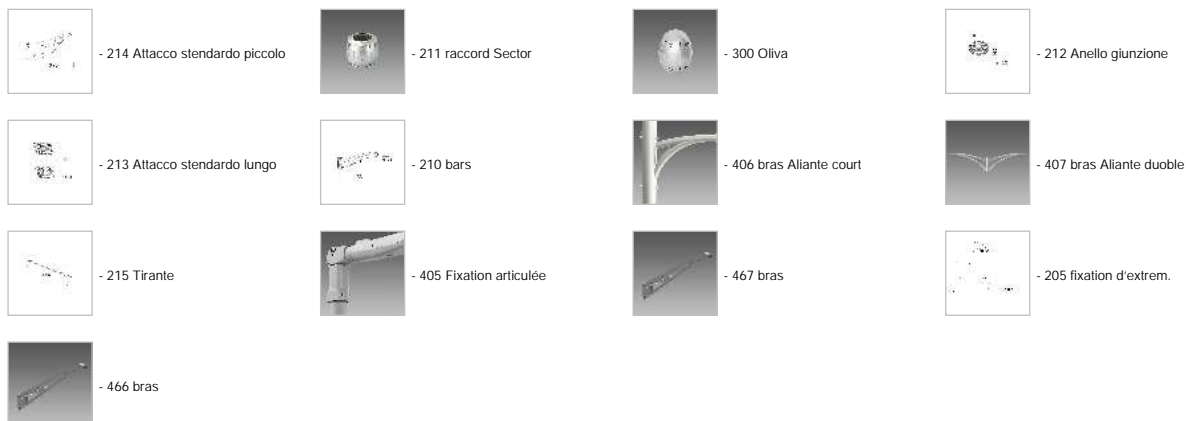 - 214 Attacco stendardo piccolo
- 211 raccord Sector
- 300 Oliva
- 212 Anello giunzione
- 213 Attacco stendardo lungo
- 210 bars
- 406 bras Aliante court
- 407 bras Aliante duoble
- 215 Tirante
- 405 Fixation articulée
- 467 bras
- 205 fixation d'extrem.
- 466 bras